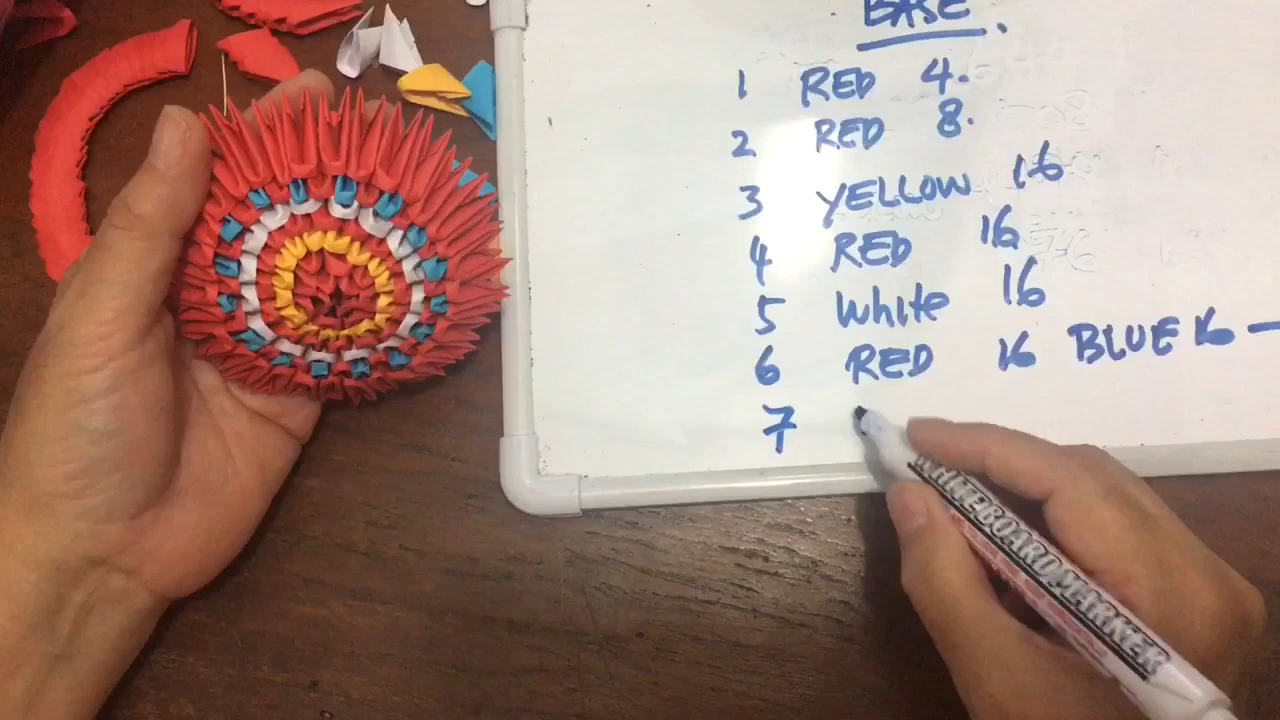 BASE
1 RED 4.
2 RED 8.
3 YELLOW 16
4 RED 16
5 White 16
6 RED 16 BLUE 16 -
7
WHITEBOARD MARKER